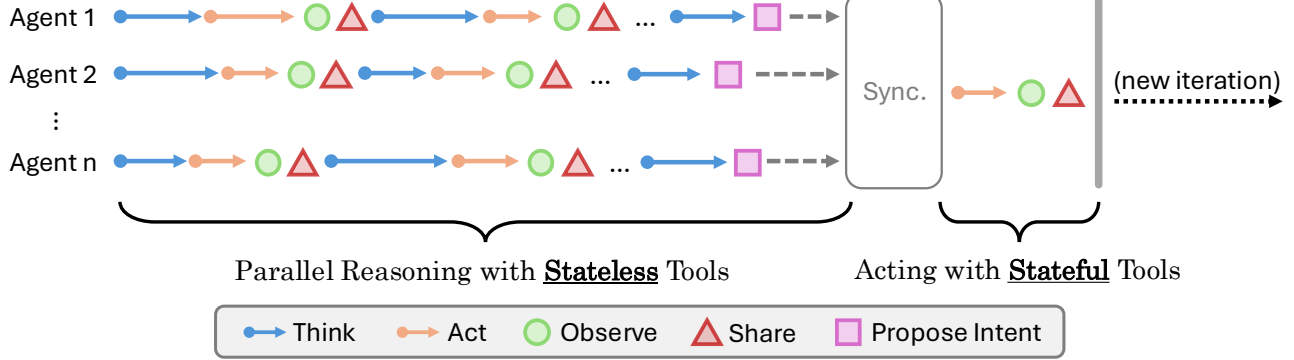 Agent 1
...
Agent 2
...
⋮
Agent n
...
Sync.
(new iteration)
Parallel Reasoning with Stateless Tools
Acting with Stateful Tools
Think Act Observe Share Propose Intent